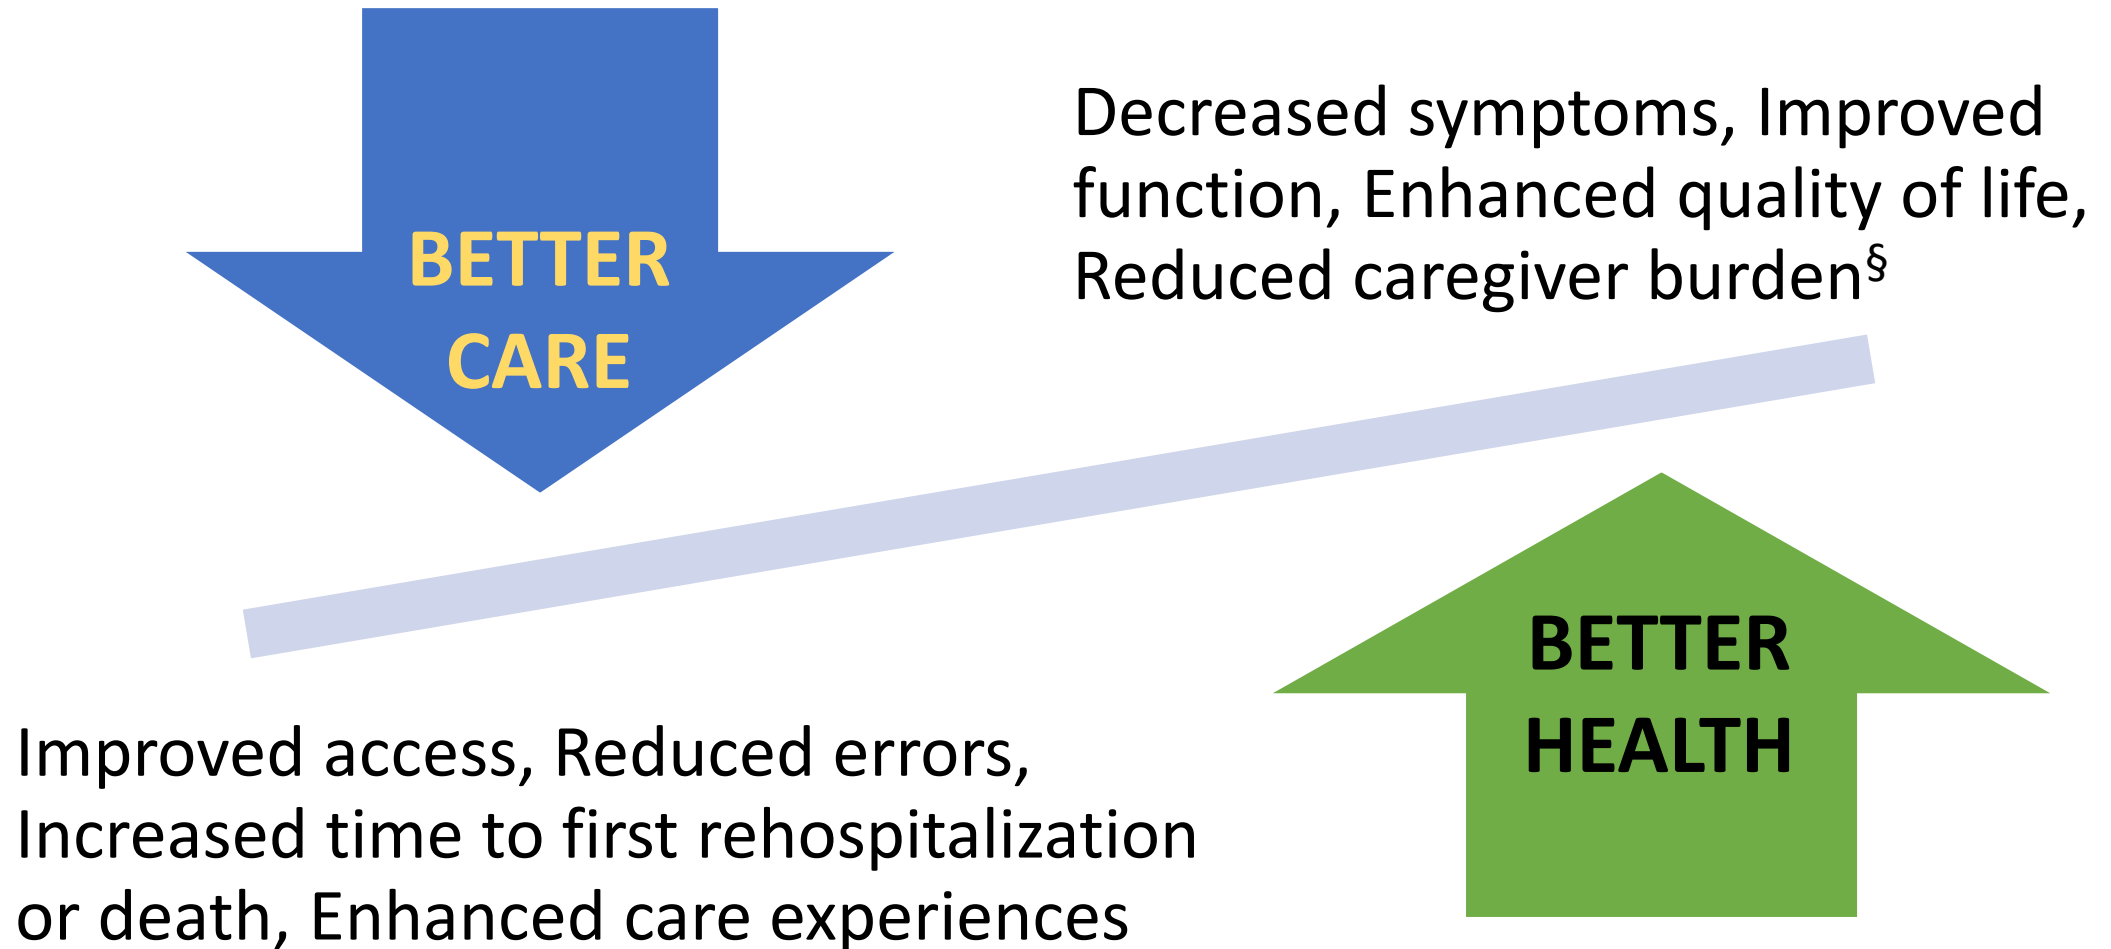 BETTER
CARE
Decreased symptoms, Improved
function, Enhanced quality of life,
Reduced caregiver burden§
BETTER
HEALTH
Improved access, Reduced errors,
Increased time to first rehospitalization
or death, Enhanced care experiences